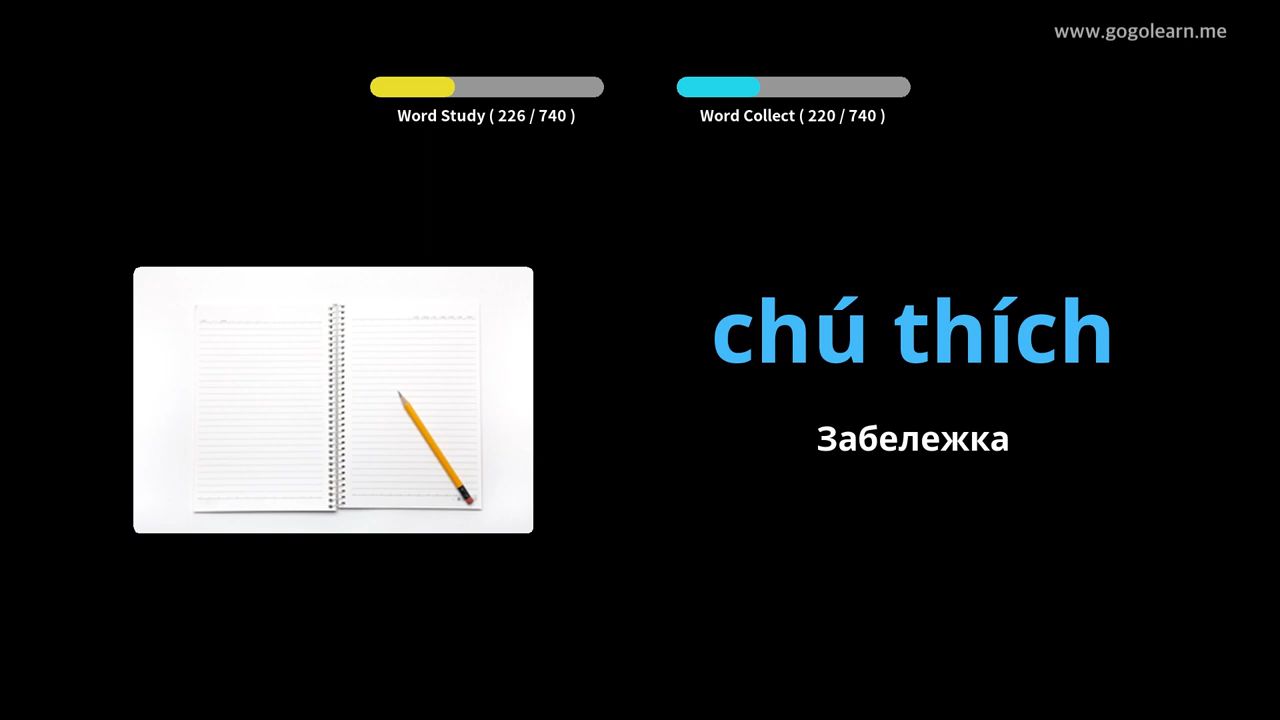 www.gogolearn.me
Word Study ( 226 / 740 )
Word Collect ( 220 / 740 )
chú thích
Забележка